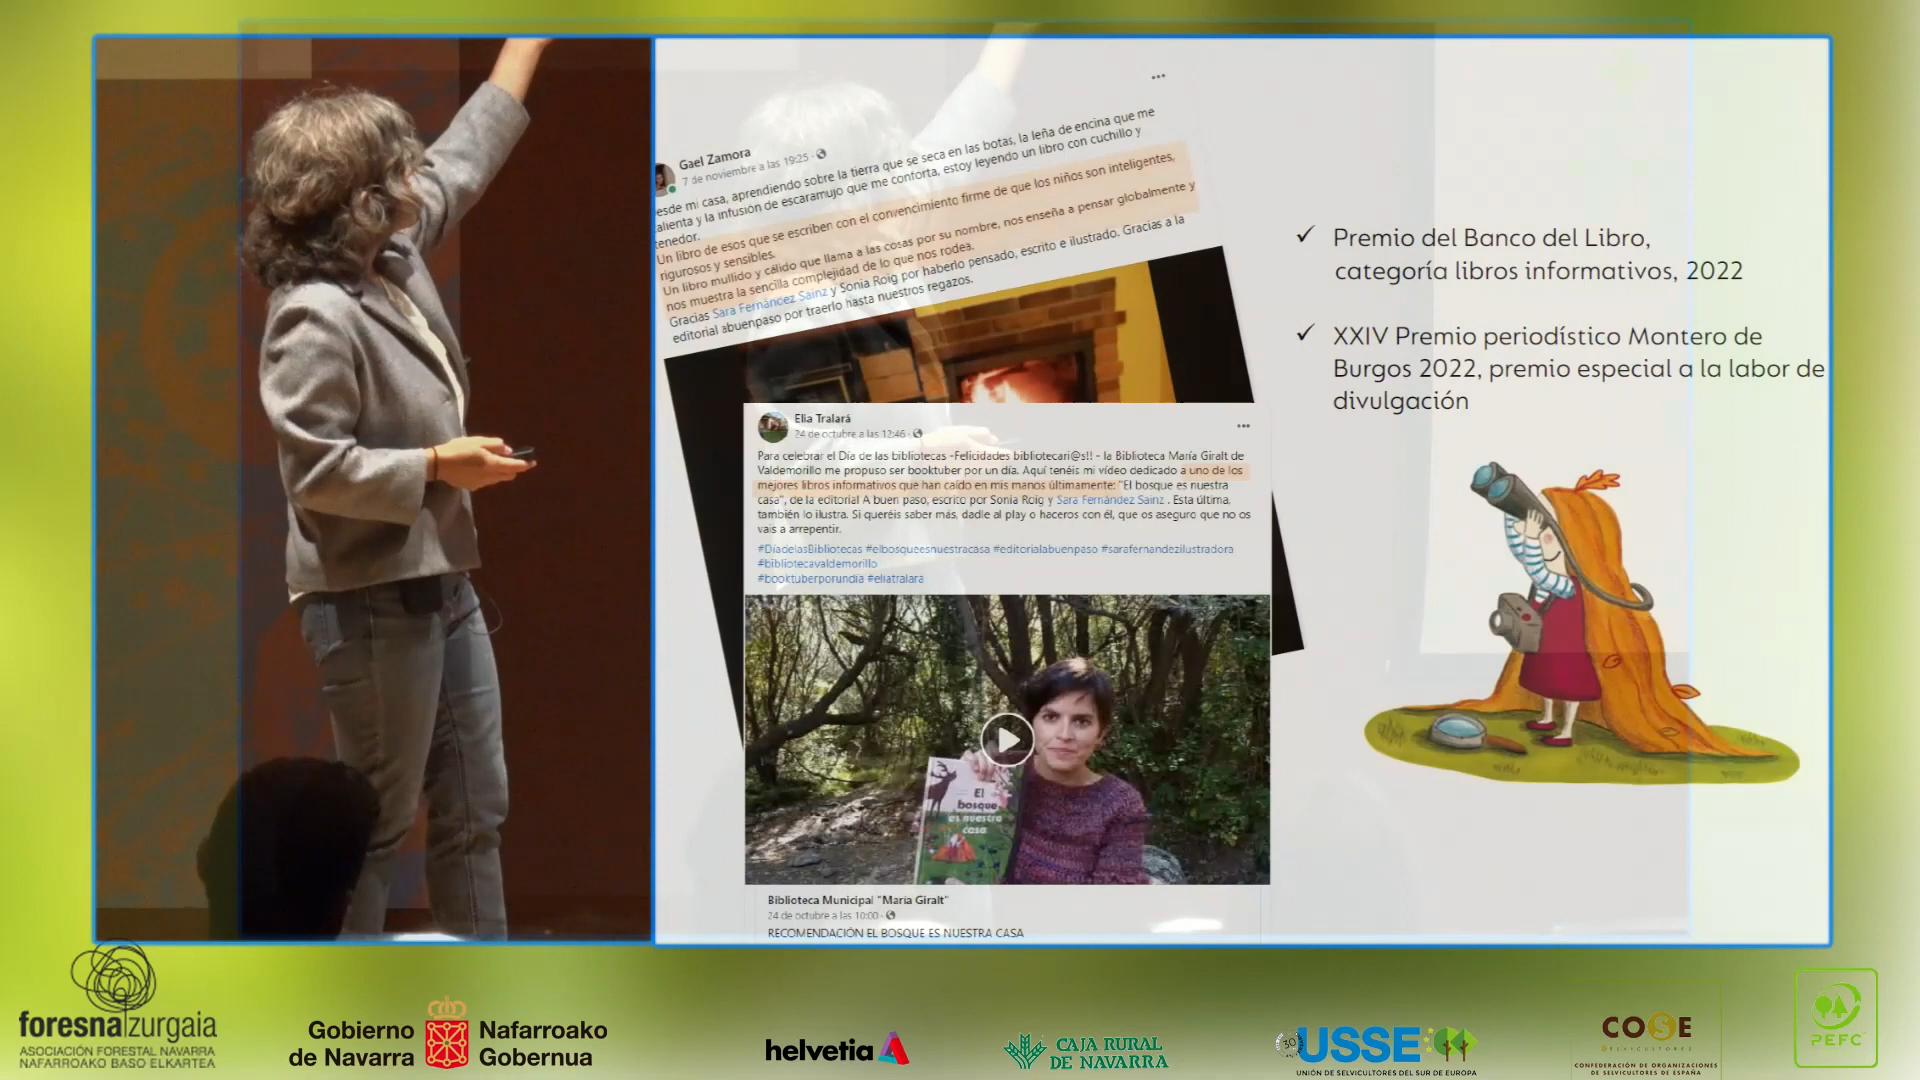 Gael Zamora
7 de noviembre a las 19:25
esde mi casa, aprendiendo sobre la tierra que se seca en las botas, la leña de encina que me
alienta y la infusión de escaramujo que me conforta, estoy leyendo un libro con cuchillo y
tenedor.
Un libro de esos que se escriben con el convencimiento firme de que los niños son inteligentes,
rigurosos y sensibles.
Un libro mullido y cálido que llama a las cosas por su nombre, nos enseña a pensar globalmente y
nos muestra la sencilla complejidad de lo que nos rodea.
Gracias Sara Fernández Sainz y Sonia Roig por haberlo pensado, escrito e ilustrado. Gracias a la
editorial abuenpaso por traerlo hasta nuestros regazos.
Elia Tralará
24 de octubre a las 12:46
Para celebrar el Día de las bibliotecas -Felicidades bibliotecari@s!! - la Biblioteca María Giralt de
Valdemorillo me propuso ser booktuber por un día. Aquí tenéis mi vídeo dedicado a uno de los
mejores libros informativos que han caído en mis manos últimamente: "El bosque es nuestra
casa", de la editorial A buen paso, escrito por Sonia Roig y Sara Fernández Sainz . Esta última,
también lo ilustra. Si queréis saber más, dadle al play o haceros con él, que os aseguro que no os
vais a arrepentir.
#DíadelasBibliotecas #elbosqueesnuestracasa #editorialabuenpaso #sarafernandezilustradora
#bibliotecavaldemorillo
#booktuberporundia #eliatralara
El
bosque
es nuestra
casa
Biblioteca Municipal "María Giralt"
24 de octubre a las 10:00
RECOMENDACIÓN EL BOSQUE ES NUESTRA CASA
✓ Premio del Banco del Libro,
categoría libros informativos, 2022
✓ XXIV Premio periodístico Montero de
Burgos 2022, premio especial a la labor de
divulgación
foresna zurgaia
ASOCIACIÓN FORESTAL NAVARRA
NAFARROAKO BASO ELKARTEA
Gobierno
de Navarra
Nafarroako
Gobernua
helvetia
CAJA RURAL
DE NAVARRA
30
USSE
UNIÓN DE SELVICULTORES DEL SUR DE EUROPA
COSE
SELVICULTORES
CONFEDERACIÓN DE ORGANIZACIONES
DE SELVICULTORES DE ESPAÑA
PEFC